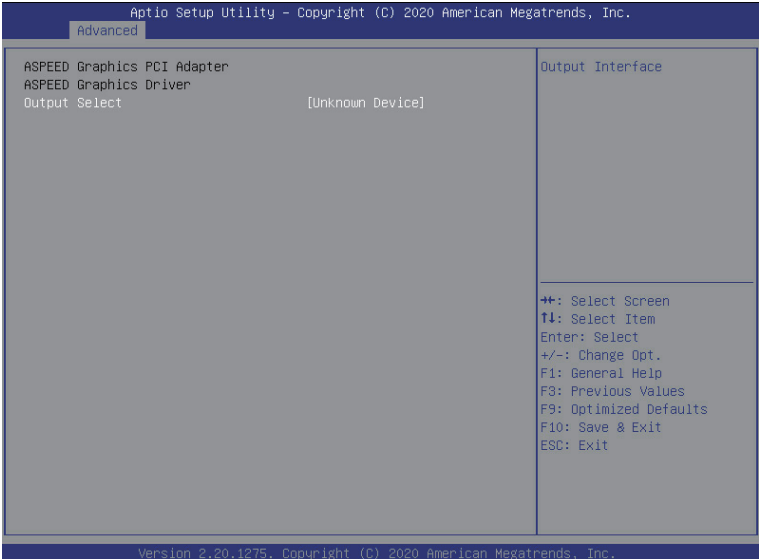 Aptio Setup Utility – Copyright (C) 2020 American Megatrends, Inc.
Advanced
ASPEED Graphics PCI Adapter
ASPEED Graphics Driver
Output Select [Unknown Device]
Output Interface
→←: Select Screen
↑↓: Select Item
Enter: Select
+/-: Change Opt.
F1: General Help
F3: Previous Values
F9: Optimized Defaults
F10: Save & Exit
ESC: Exit
Version 2.20.1275. Copyright (C) 2020 American Megatrends, Inc.